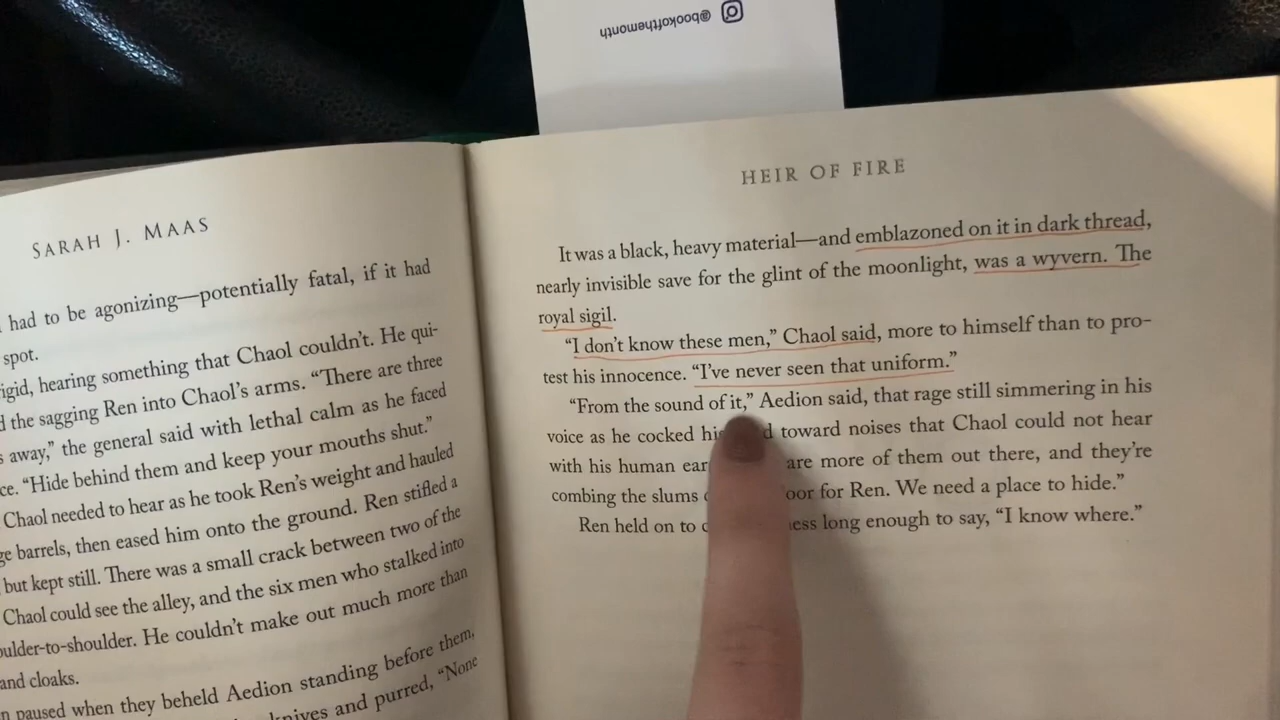 @bookofthemonth
SARAH J. MAAS
had to be agonizing—potentially fatal, if it had
spot.
hearing something that Chaol couldn't. He qui-
the sagging Ren into Chaol's arms. "There are three
away," the general said with lethal calm as he faced
"Hide behind them and keep your mouths shut."
Chaol needed to hear as he took Ren's weight and hauled
barrels, then eased him onto the ground. Ren stifled a
but kept still. There was a small crack between two of the
Chaol could see the alley, and the six men who stalked into
He couldn't make out much more than
and cloaks.
paused when they beheld Aedion standing before them,
knives and purred, "None
HEIR OF FIRE
It was a black, heavy material—and emblazoned on it in dark thread,
nearly invisible save for the glint of the moonlight, was a wyvern. The
royal sigil.
"I don't know these men," Chaol said, more to himself than to pro-
test his innocence. "I've never seen that uniform."
"From the sound of it," Aedion said, that rage still simmering in his
voice as he cocked toward noises that Chaol could not hear
with his human are more of them out there, and they're
combing the slums for Ren. We need a place to hide."
Ren held on to long enough to say, "I know where."